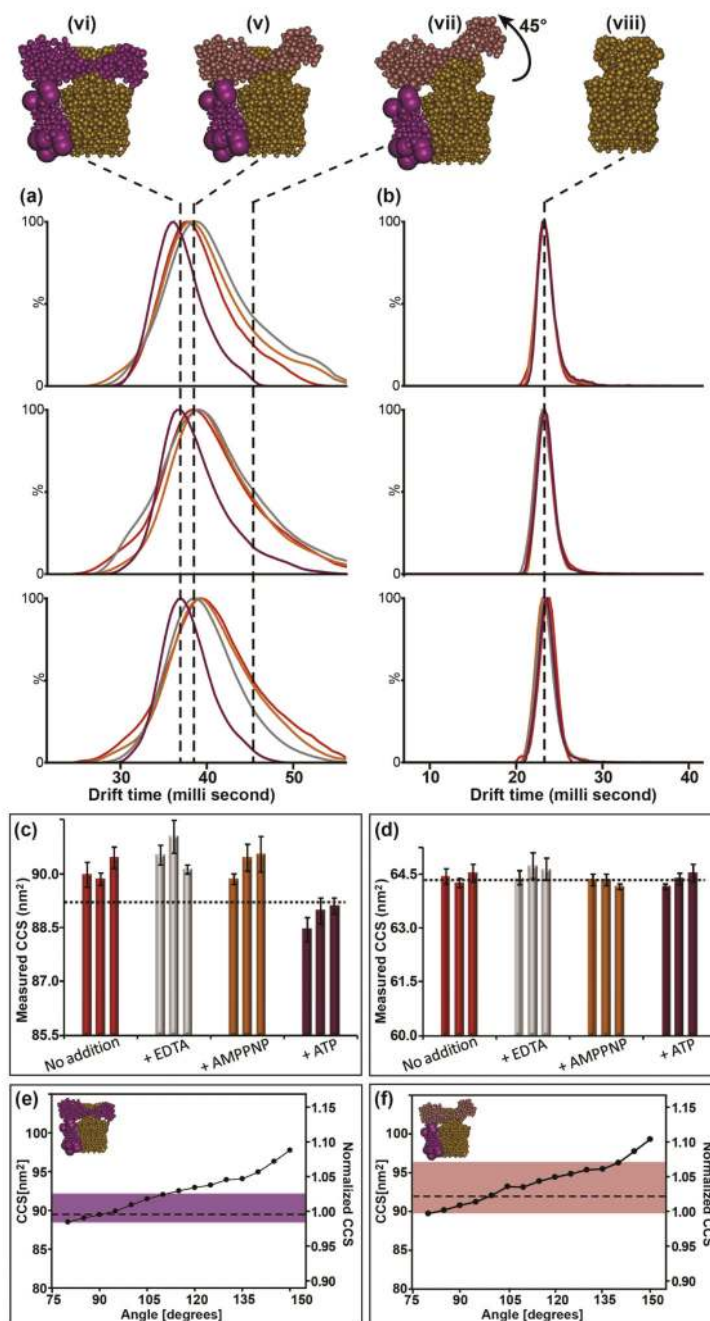 (vi) (v) (vii) 45° (viii)
(a) (b)
100 100
% %
0 0
100 100
% %
0 0
100 100
% %
0 0
30 40 50 10 20 30 40
Drift time (milli second) Drift time (milli second)
(c) (d)
Measured CCS (nm²) Measured CCS (nm²)
90.0 64.5
88.5 63.0
87.0 61.5
85.5 60.0
No addition + EDTA + AMPPNP + ATP No addition + EDTA + AMPPNP + ATP
(e) (f)
CCS[nm²] Normalized CCS CCS[nm²] Normalized CCS
100 1.15 100 1.15
95 1.10 95 1.10
90 1.05 90 1.05
85 1.00 85 1.00
80 0.95 80 0.95
0.90 0.90
75 90 105 120 135 150 75 90 105 120 135 150
Angle [degrees] Angle [degrees]